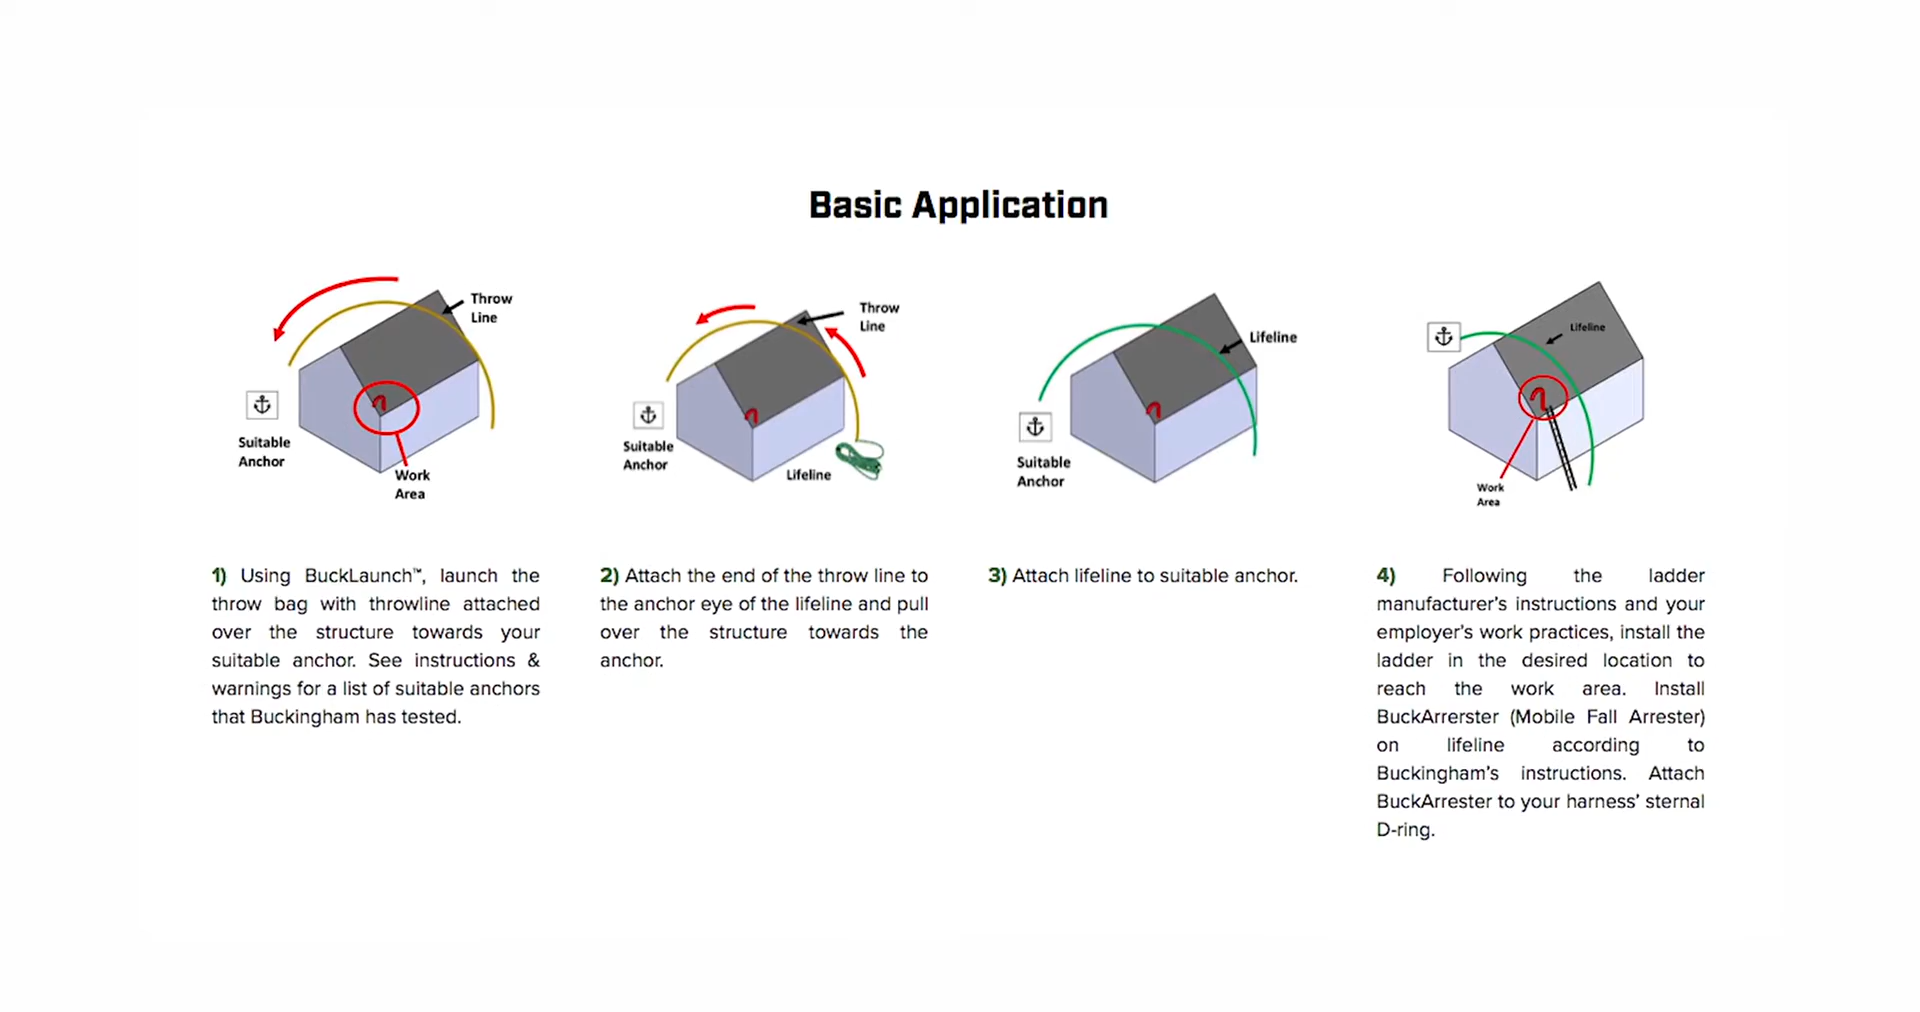 Basic Application
Throw
Line
Suitable
Anchor
Work
Area
1) Using BuckLaunch™, launch the
throw bag with throwline attached
over the structure towards your
suitable anchor. See instructions &
warnings for a list of suitable anchors
that Buckingham has tested.
Throw
Line
Suitable
Anchor
Lifeline
2) Attach the end of the throw line to
the anchor eye of the lifeline and pull
over the structure towards the
anchor.
Lifeline
Suitable
Anchor
3) Attach lifeline to suitable anchor.
Lifeline
Work
Area
4) Following the ladder
manufacturer's instructions and your
employer's work practices, install the
ladder in the desired location to
reach the work area. Install
BuckArrerster (Mobile Fall Arrester)
on lifeline according to
Buckingham's instructions. Attach
BuckArrester to your harness' sternal
D-ring.